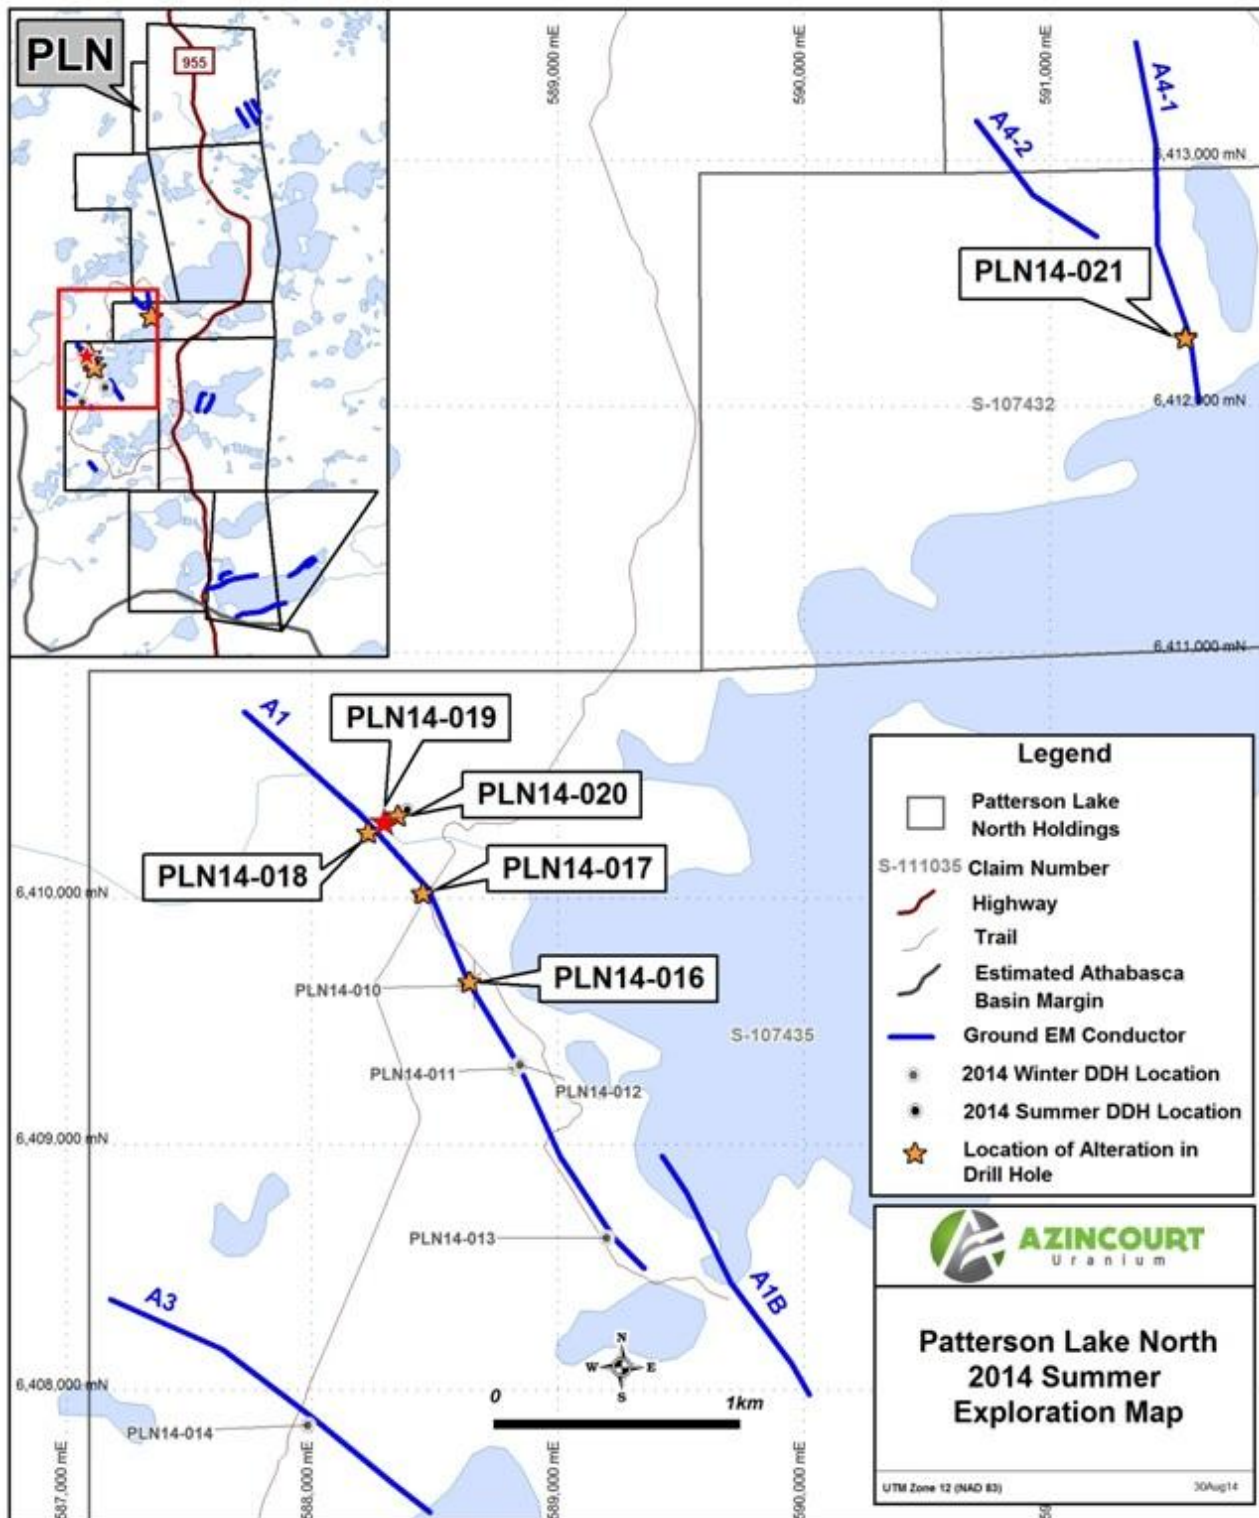 PLN
955
589,000 mE
590,000 mE
591,000 mE
A4-1
A4-2
6,413,000 mN
PLN14-021
S-107432
6,412,000 mN
6,411,000 mN
A1
PLN14-019
PLN14-020
PLN14-018
PLN14-017
6,410,000 mN
PLN14-016
PLN14-010
S-107435
PLN14-011
PLN14-012
6,409,000 mN
PLN14-013
A1B
A3
6,408,000 mN
PLN14-014
N
W E
S
0 1km
587,000 mE
588,000 mE
589,000 mE
590,000 mE
Legend
Patterson Lake
North Holdings
S-111035 Claim Number
Highway
Trail
Estimated Athabasca
Basin Margin
Ground EM Conductor
2014 Winter DDH Location
2014 Summer DDH Location
Location of Alteration in
Drill Hole
AZINCOURT
Uranium
Patterson Lake North
2014 Summer
Exploration Map
UTM Zone 12 (NAD 83)
30Aug14